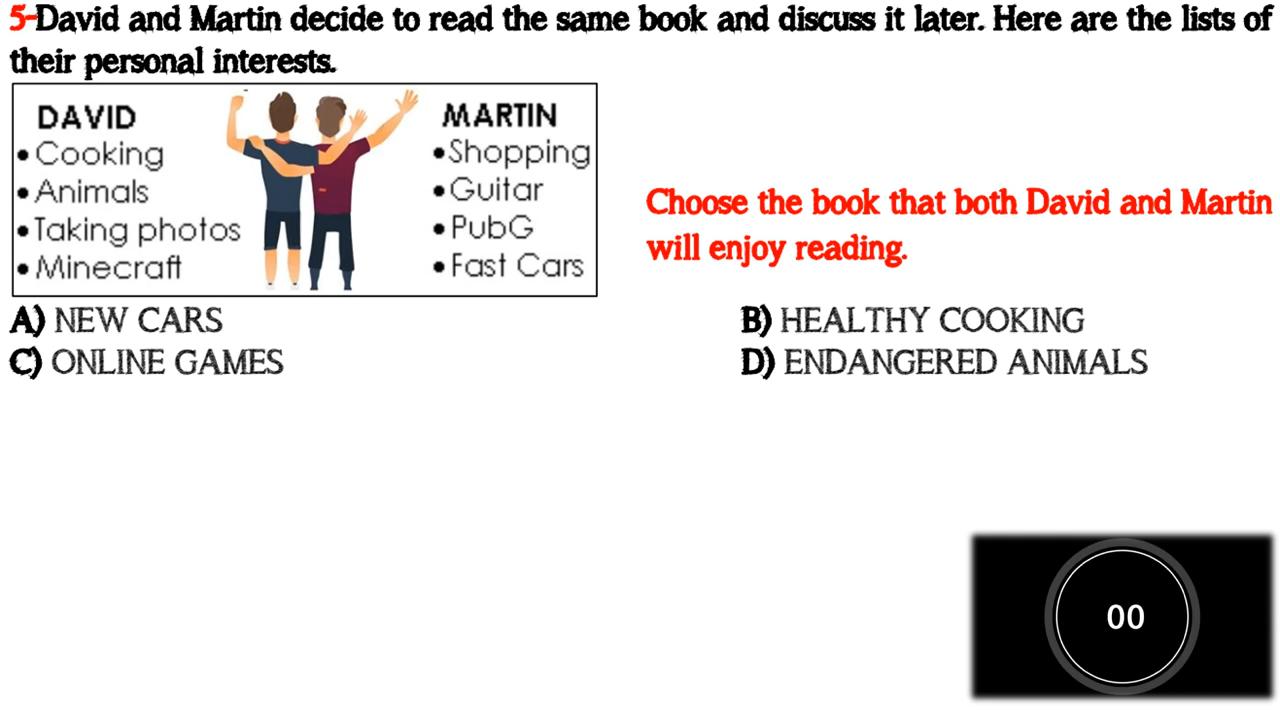 5-David and Martin decide to read the same book and discuss it later. Here are the lists of
their personal interests.
DAVID
• Cooking
• Animals
• Taking photos
• Minecraft
MARTIN
• Shopping
• Guitar
• PubG
• Fast Cars
Choose the book that both David and Martin
will enjoy reading.
A) NEW CARS
B) HEALTHY COOKING
C) ONLINE GAMES
D) ENDANGERED ANIMALS
00